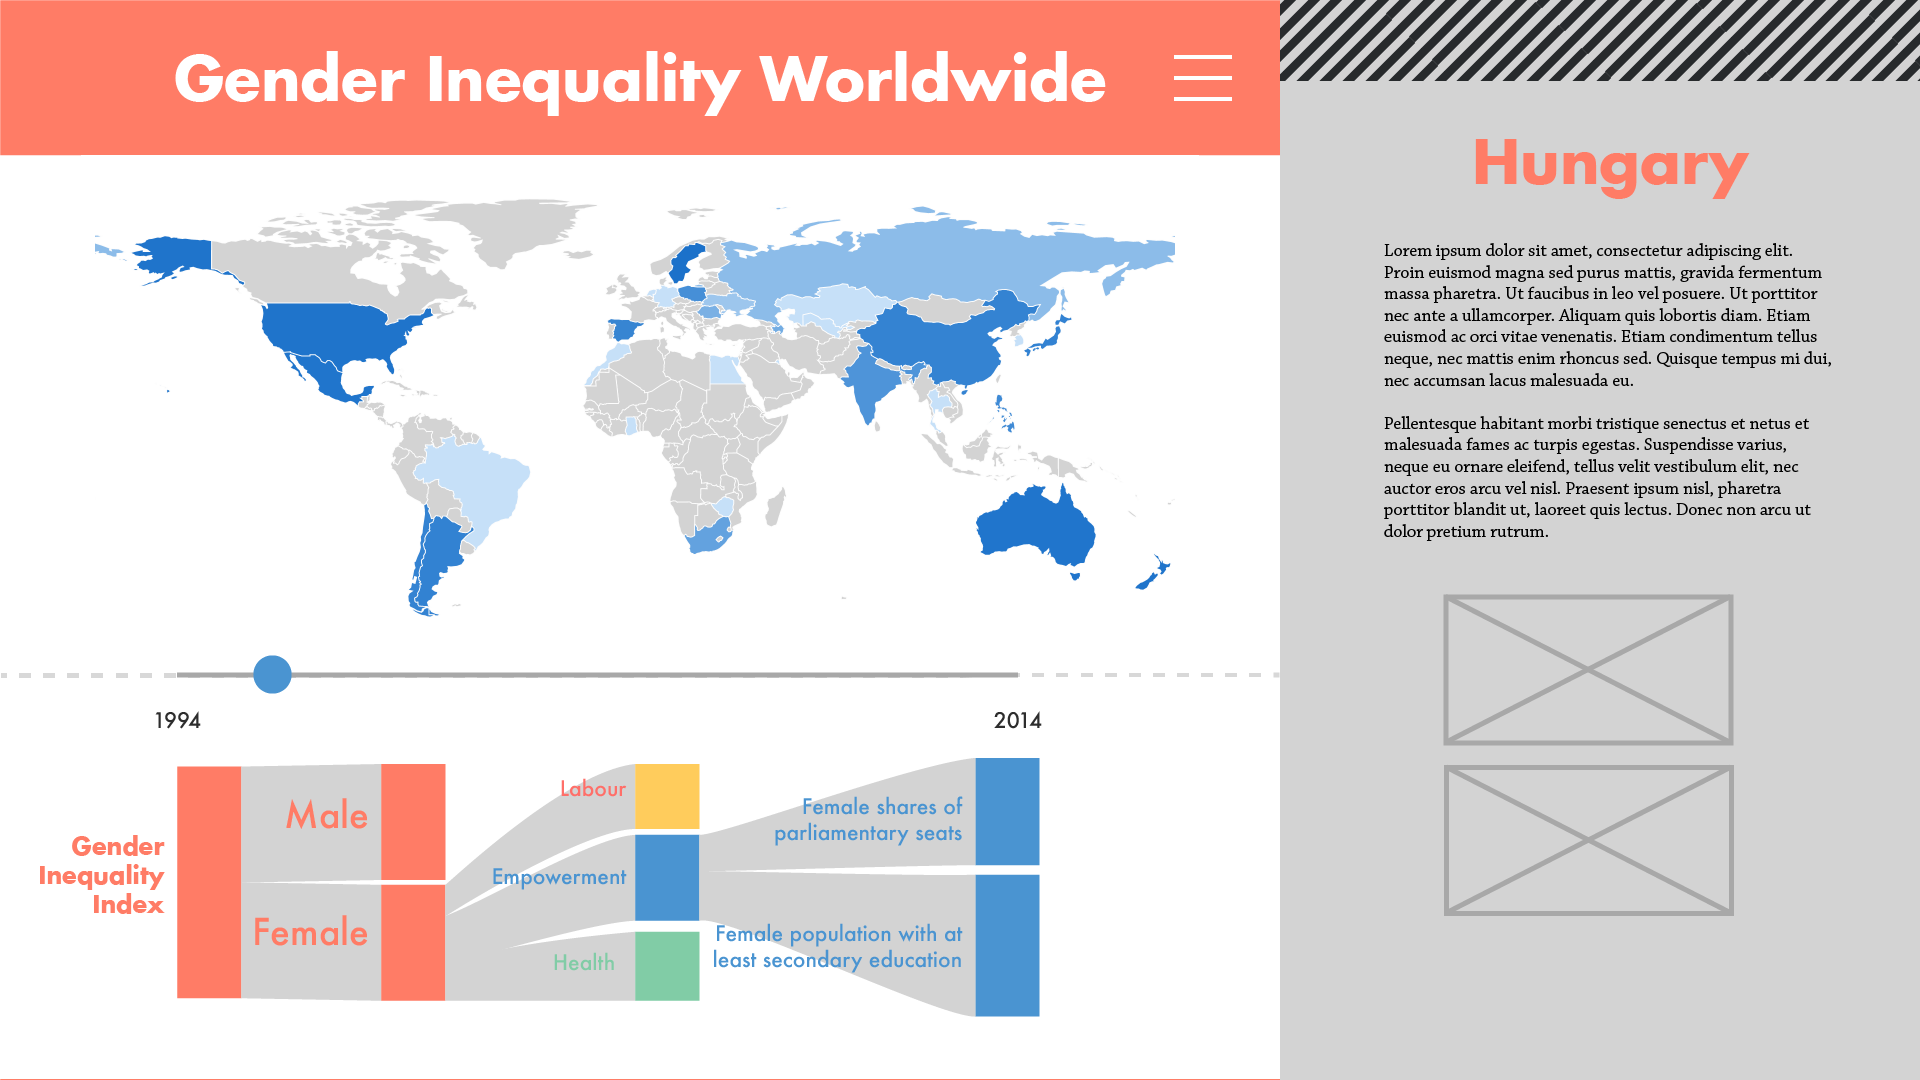 Gender Inequality Worldwide
1994
2014
Gender
Inequality
Index
Male
Female
Labour
Empowerment
Health
Female shares of
parliamentary seats
Female population with at
least secondary education
Hungary
Lorem ipsum dolor sit amet, consectetur adipiscing elit.
Proin euismod magna sed purus mattis, gravida fermentum
massa pharetra. Ut faucibus in leo vel posuere. Ut porttitor
nec ante a ullamcorper. Aliquam quis lobortis diam. Etiam
euismod ac orci vitae venenatis. Etiam condimentum tellus
neque, nec mattis enim rhoncus sed. Quisque tempus mi dui,
nec accumsan lacus malesuada eu.
Pellentesque habitant morbi tristique senectus et netus et
malesuada fames ac turpis egestas. Suspendisse varius,
neque eu ornare eleifend, tellus velit vestibulum elit, nec
auctor eros arcu vel nisl. Praesent ipsum nisl, pharetra
porttitor blandit ut, laoreet quis lectus. Donec non arcu ut
dolor pretium rutrum.